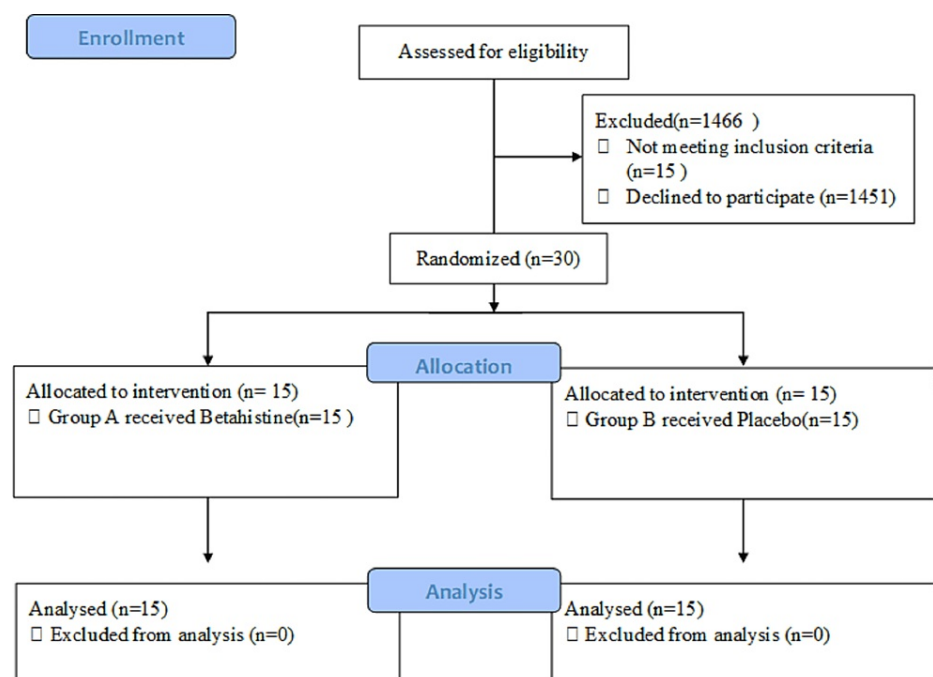 Enrollment
Assessed for eligibility
Excluded(n=1466 )
□ Not meeting inclusion criteria
(n=15 )
□ Declined to participate (n=1451)
Randomized (n=30)
Allocation
Allocated to intervention (n= 15)
□ Group A received Betahistine(n=15 )
Allocated to intervention (n= 15)
□ Group B received Placebo(n=15)
Analysis
Analysed (n=15)
□ Excluded from analysis (n=0)
Analysed (n=15)
□ Excluded from analysis (n=0)